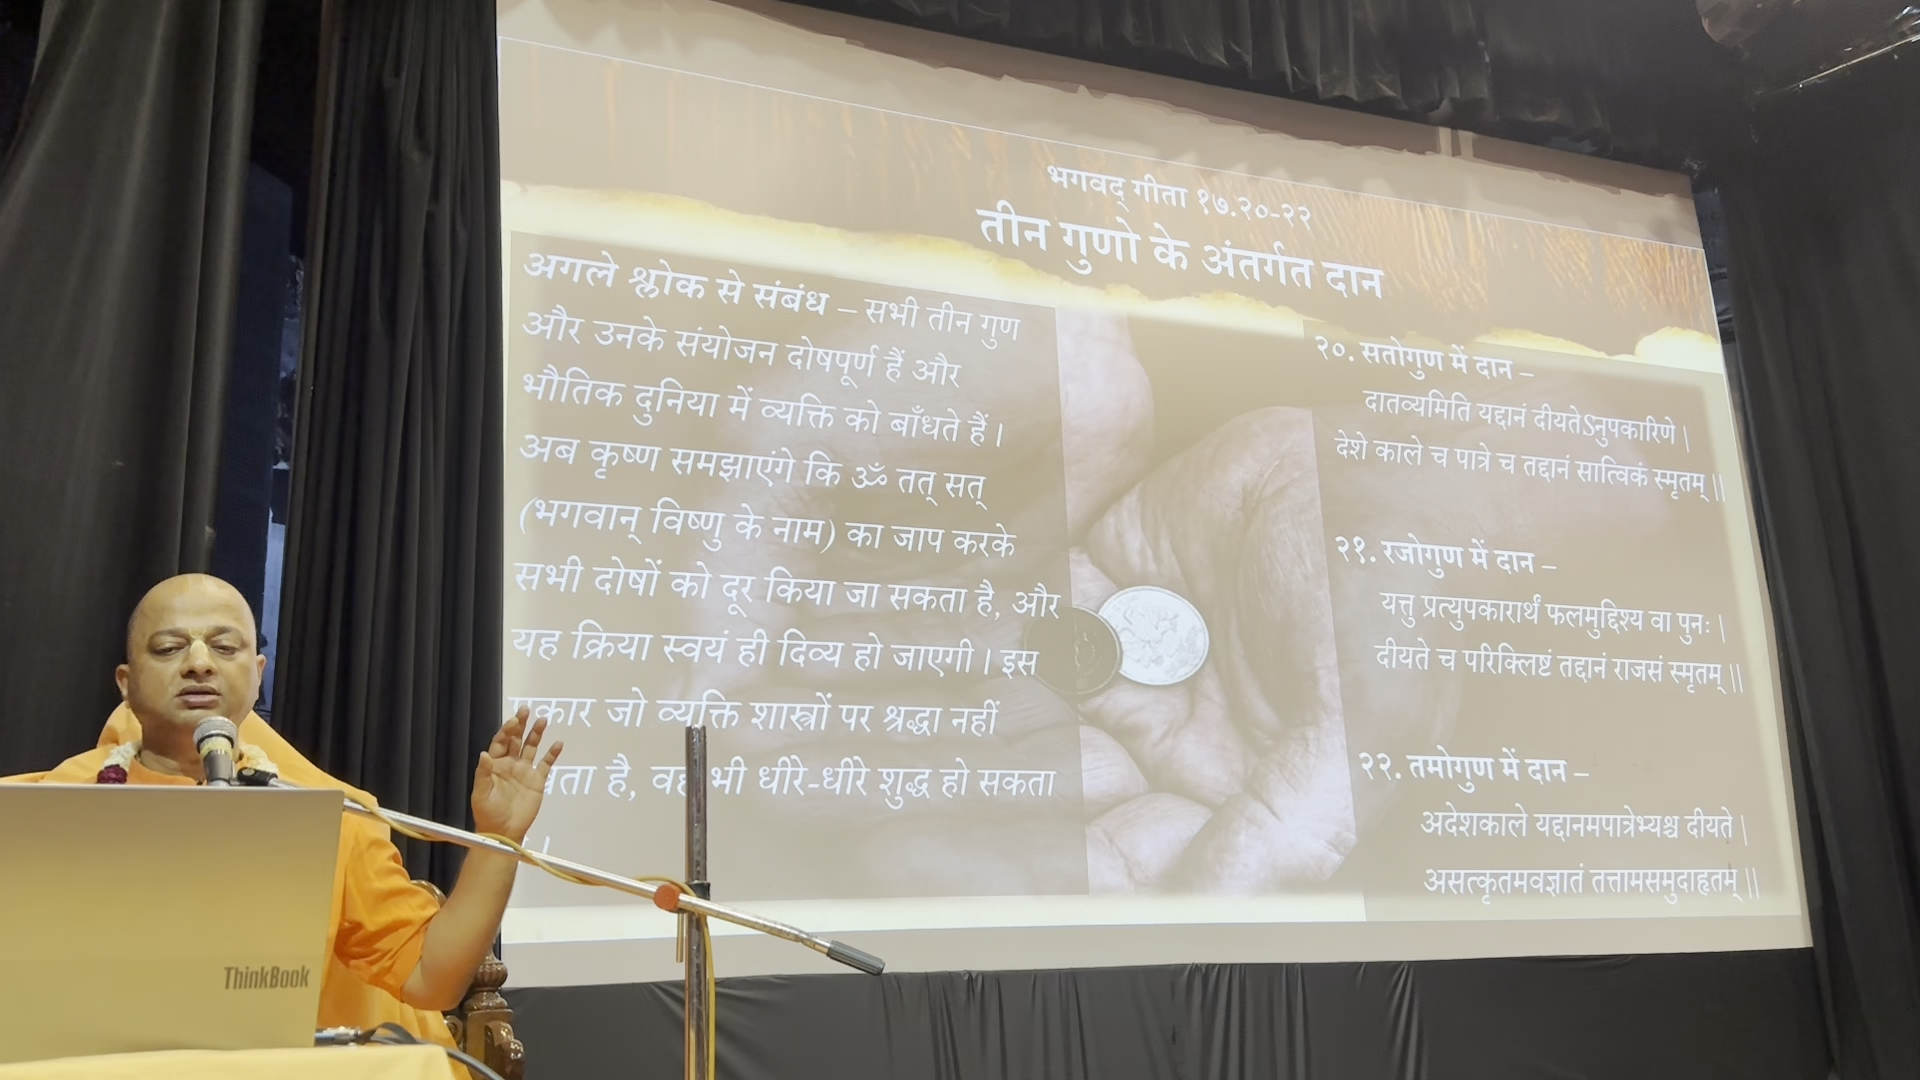 भगवद् गीता १७.२०-२२
तीन गुणो के अंतर्गत दान
अगले श्लोक से संबंध – सभी तीन गुण
और उनके संयोजन दोषपूर्ण हैं और
भौतिक दुनिया में व्यक्ति को बाँधते हैं।
अब कृष्ण समझाएंगे कि ॐ तत् सत्
(भगवान् विष्णु के नाम) का जाप करके
सभी दोषों को दूर किया जा सकता है, और
यह क्रिया स्वयं ही दिव्य हो जाएगी। इस
प्रकार जो व्यक्ति शास्त्रों पर श्रद्धा नहीं
है, वह भी धीरे-धीरे शुद्ध हो सकता
२०. सतोगुण में दान –
दातव्यमिति यद्दानं दीयतेऽनुपकारिणे |
देशे काले च पात्रे च तद्दानं सात्विकं स्मृतम् ||
२१. रजोगुण में दान –
यत्तु प्रत्युपकारार्थं फलमुद्दिश्य वा पुनः |
दीयते च परिक्लिष्टं तद्दानं राजसं स्मृतम् ||
२२. तमोगुण में दान –
अदेशकाले यद्दानमपात्रेभ्यश्च दीयते |
असत्कृतमवज्ञातं तत्तामसमुदाहृतम् ||
ThinkBook